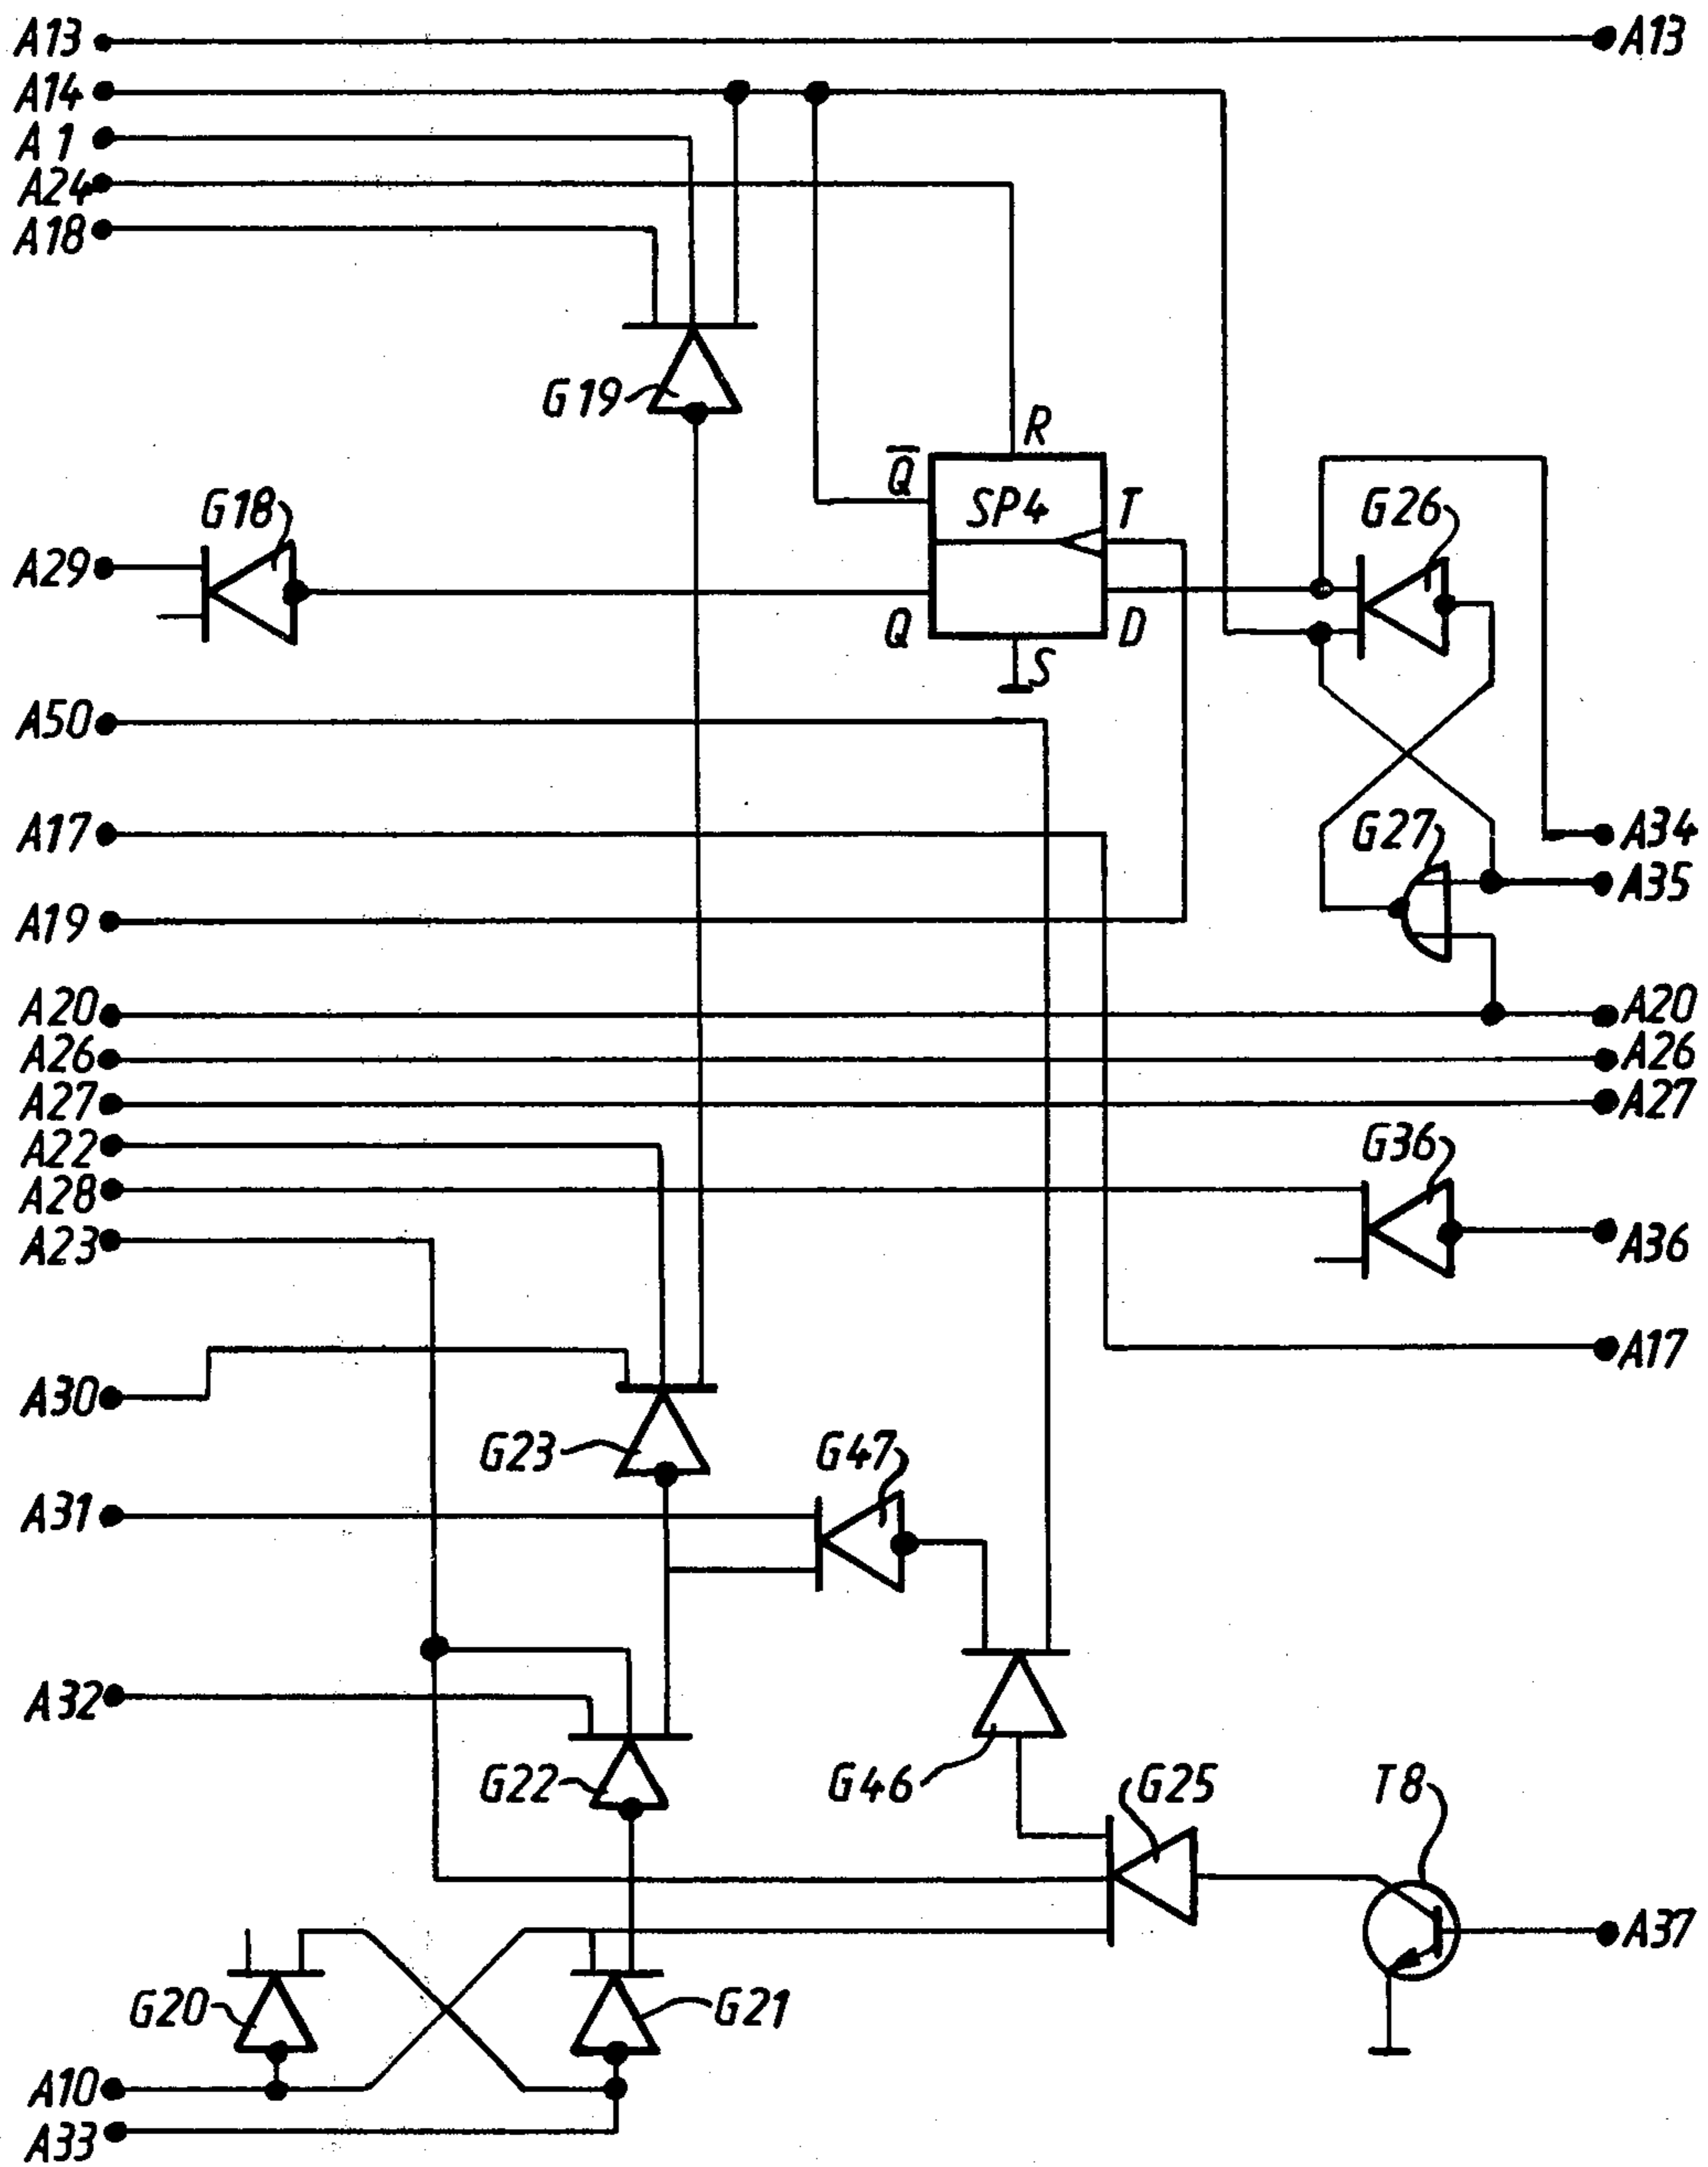 A13 A13
A14
A1
A24
A18
G19
R
Q̅ SP4 T
G18 G26
A29
Q D
S
A50
A17 G27 A34
A35
A19
A20 A20
A26 A26
A27 A27
A22 G36
A28
A23 A36
A17
A30
G23 G47
A31
A32
G22 G46 G25 T8
A37
G20 G21
A10
A33